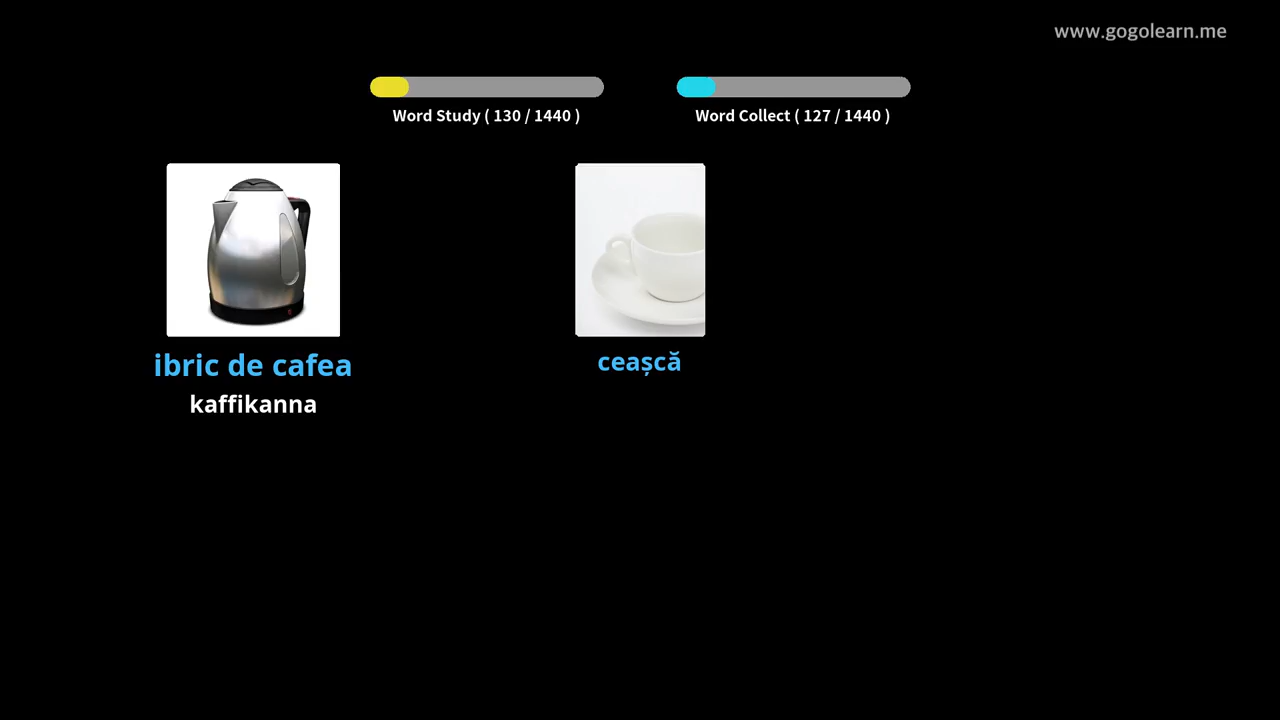 www.gogolearn.me
Word Study ( 130 / 1440 )
Word Collect ( 127 / 1440 )
ibric de cafea
kaffikanna
ceașcă